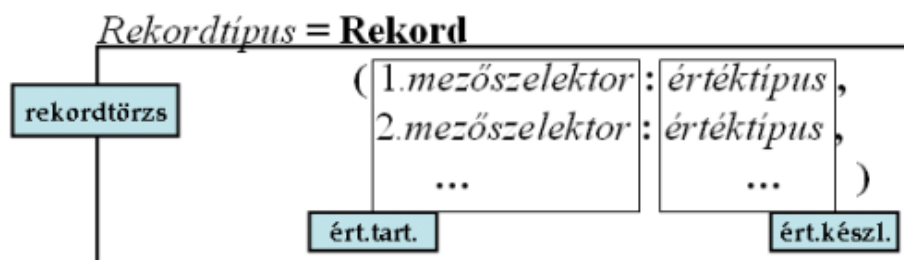 Rekordtípus = Rekord
( 1.mezőszelektor : értéktípus ,
rekordtörzs
2.mezőszelektor : értéktípus ,
... ... )
ért.tart. ért.készl.